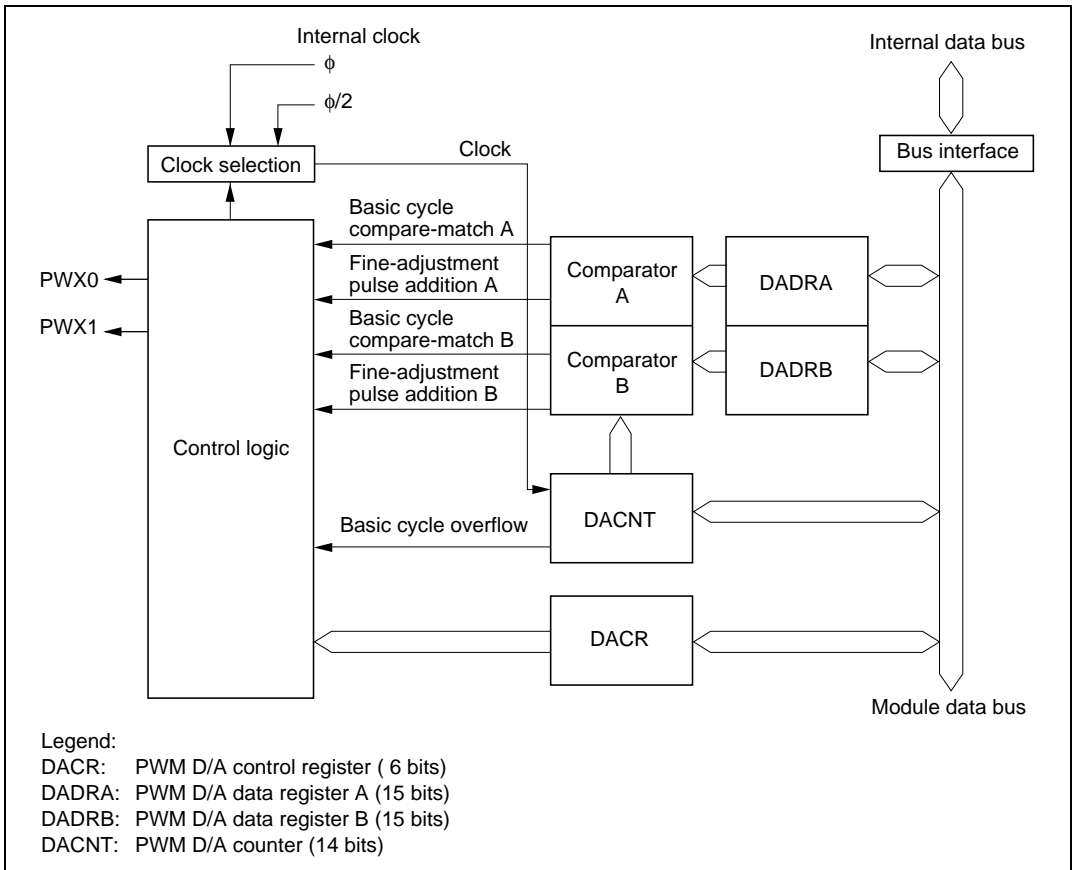 Internal clock
ϕ
ϕ/2
Internal data bus
Clock selection
Clock
Bus interface
Basic cycle
compare-match A
Fine-adjustment
pulse addition A
Basic cycle
compare-match B
Fine-adjustment
pulse addition B
Comparator
A
DADRA
Comparator
B
DADRB
PWX0
PWX1
Control logic
DACNT
Basic cycle overflow
DACR
Module data bus
Legend:
DACR: PWM D/A control register ( 6 bits)
DADRA: PWM D/A data register A (15 bits)
DADRB: PWM D/A data register B (15 bits)
DACNT: PWM D/A counter (14 bits)